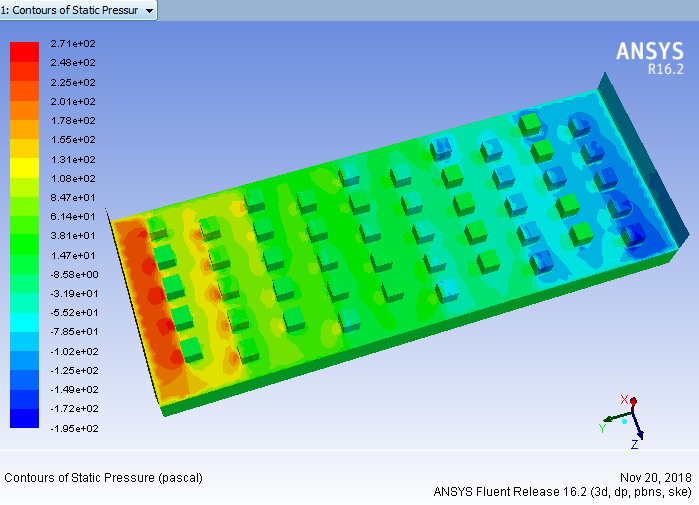 1: Contours of Static Pressur
ANSYS
R16.2
2.71e+02
2.48e+02
2.25e+02
2.01e+02
1.78e+02
1.55e+02
1.31e+02
1.08e+02
8.47e+01
6.14e+01
3.81e+01
1.47e+01
-8.58e+00
-3.19e+01
-5.52e+01
-7.85e+01
-1.02e+02
-1.25e+02
-1.49e+02
-1.72e+02
-1.95e+02
X
Y
Z
Contours of Static Pressure (pascal)
Nov 20, 2018
ANSYS Fluent Release 16.2 (3d, dp, pbns, ske)